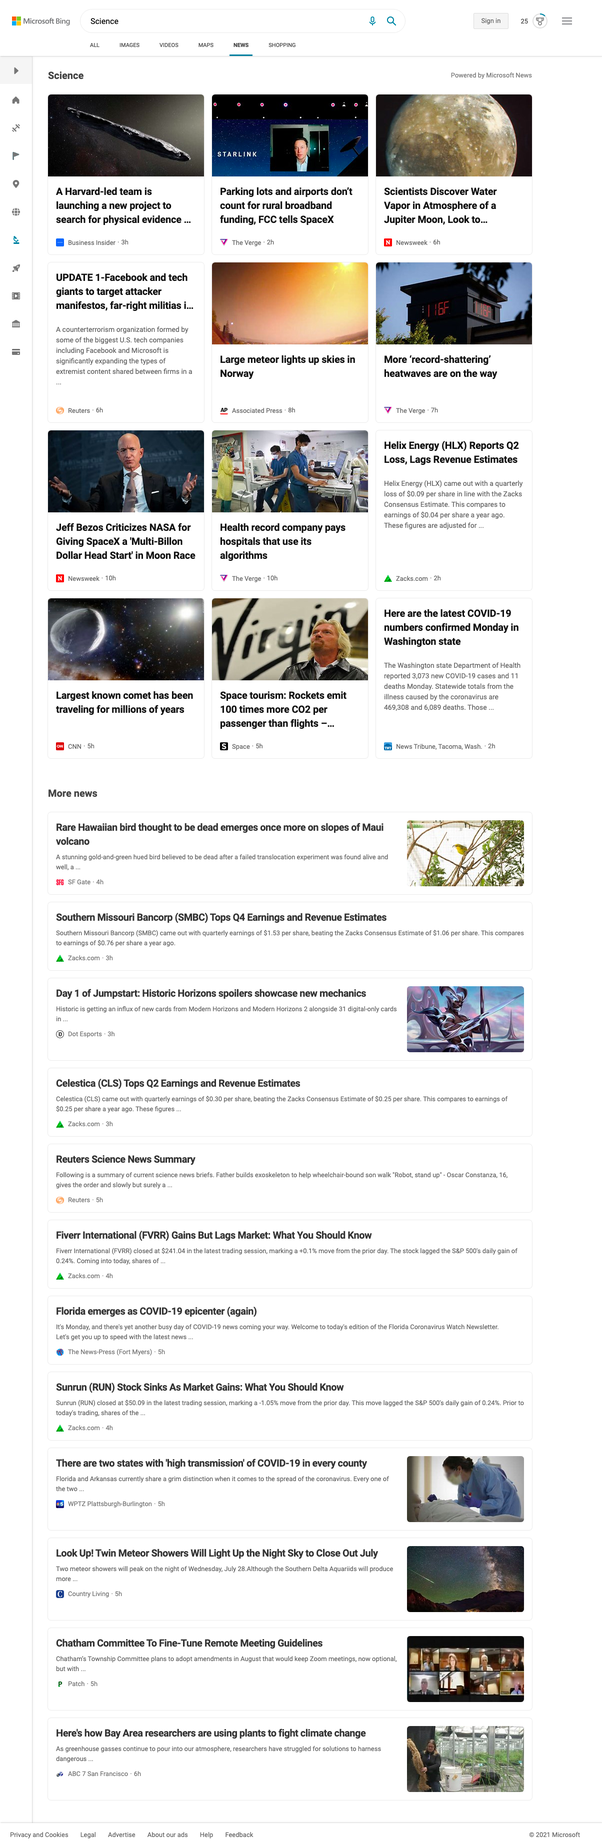 Microsoft Bing
Science
Sign in
25
ALL
IMAGES
VIDEOS
MAPS
NEWS
SHOPPING
Science
Powered by Microsoft News
STARLINK
A Harvard-led team is
launching a new project to
search for physical evidence ...
Business Insider · 3h
Parking lots and airports don't
count for rural broadband
funding, FCC tells SpaceX
The Verge · 2h
Scientists Discover Water
Vapor in Atmosphere of a
Jupiter Moon, Look to...
N
Newsweek · 6h
UPDATE 1-Facebook and tech
giants to target attacker
manifestos, far-right militias i...
A counterterrorism organization formed by
some of the biggest U.S. tech companies
including Facebook and Microsoft is
significantly expanding the types of
extremist content shared between firms in a
...
Reuters · 6h
Large meteor lights up skies in
Norway
AP
Associated Press · 8h
116F
More 'record-shattering'
heatwaves are on the way
The Verge · 7h
Jeff Bezos Criticizes NASA for
Giving SpaceX a 'Multi-Billon
Dollar Head Start' in Moon Race
N
Newsweek · 10h
Health record company pays
hospitals that use its
algorithms
The Verge · 10h
Helix Energy (HLX) Reports Q2
Loss, Lags Revenue Estimates
Helix Energy (HLX) came out with a quarterly
loss of $0.09 per share in line with the Zacks
Consensus Estimate. This compares to
earnings of $0.04 per share a year ago.
These figures are adjusted for ...
Zacks.com · 2h
Largest known comet has been
traveling for millions of years
CNN · 5h
Virgin
Space tourism: Rockets emit
100 times more CO2 per
passenger than flights –...
S
Space · 5h
Here are the latest COVID-19
numbers confirmed Monday in
Washington state
The Washington state Department of Health
reported 3,073 new COVID-19 cases and 11
deaths Monday. Statewide totals from the
illness caused by the coronavirus are
469,308 and 6,089 deaths. Those ...
News Tribune, Tacoma, Wash. · 2h
More news
Rare Hawaiian bird thought to be dead emerges once more on slopes of Maui
volcano
A stunning gold-and-green hued bird believed to be dead after a failed translocation experiment was found alive and
well, a ...
SF Gate · 4h
Southern Missouri Bancorp (SMBC) Tops Q4 Earnings and Revenue Estimates
Southern Missouri Bancorp (SMBC) came out with quarterly earnings of $1.53 per share, beating the Zacks Consensus Estimate of $1.06 per share. This compares
to earnings of $0.76 per share a year ago.
Zacks.com · 3h
Day 1 of Jumpstart: Historic Horizons spoilers showcase new mechanics
Historic is getting an influx of new cards from Modern Horizons and Modern Horizons 2 alongside 31 digital-only cards
in ...
Dot Esports · 3h
Celestica (CLS) Tops Q2 Earnings and Revenue Estimates
Celestica (CLS) came out with quarterly earnings of $0.30 per share, beating the Zacks Consensus Estimate of $0.25 per share. This compares to earnings of
$0.25 per share a year ago. These figures ...
Zacks.com · 3h
Reuters Science News Summary
Following is a summary of current science news briefs. Father builds exoskeleton to help wheelchair-bound son walk "Robot, stand up" - Oscar Constanza, 16,
gives the order and slowly but surely a ...
Reuters · 5h
Fiverr International (FVRR) Gains But Lags Market: What You Should Know
Fiverr International (FVRR) closed at $241.04 in the latest trading session, marking a +0.1% move from the prior day. The stock lagged the S&P 500's daily gain of
0.24%. Coming into today, shares of ...
Zacks.com · 4h
Florida emerges as COVID-19 epicenter (again)
It's Monday, and there's yet another busy day of COVID-19 news coming your way. Welcome to today's edition of the Florida Coronavirus Watch Newsletter.
Let's get you up to speed with the latest news ...
The News-Press (Fort Myers) · 5h
Sunrun (RUN) Stock Sinks As Market Gains: What You Should Know
Sunrun (RUN) closed at $50.09 in the latest trading session, marking a -1.05% move from the prior day. This move lagged the S&P 500's daily gain of 0.24%. Prior to
today's trading, shares of the ...
Zacks.com · 4h
There are two states with 'high transmission' of COVID-19 in every county
Florida and Arkansas currently share a grim distinction when it comes to the spread of the coronavirus. Every one of
the two ...
WPTZ Plattsburgh-Burlington · 5h
Look Up! Twin Meteor Showers Will Light Up the Night Sky to Close Out July
Two meteor showers will peak on the night of Wednesday, July 28.Although the Southern Delta Aquariids will produce
more ...
C
Country Living · 5h
Chatham Committee To Fine-Tune Remote Meeting Guidelines
Chatham's Township Committee plans to adopt amendments in August that would keep Zoom meetings, now optional,
but with ...
P
Patch · 5h
Here's how Bay Area researchers are using plants to fight climate change
As greenhouse gasses continue to pour into our atmosphere, researchers have struggled for solutions to harness
dangerous ...
ABC 7 San Francisco · 6h
Privacy and Cookies
Legal
Advertise
About our ads
Help
Feedback
© 2021 Microsoft